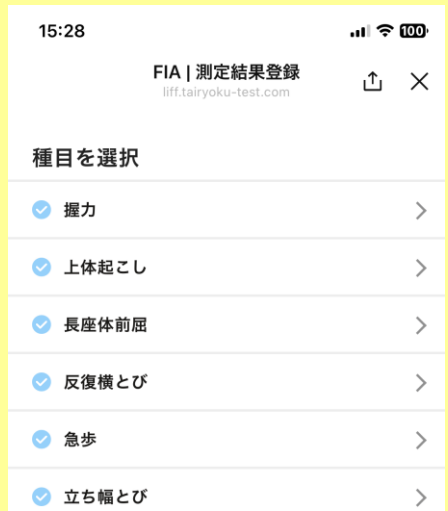 15:28
100
FIA | 測定結果登録
liff.tairyoku-test.com
種目を選択
握力
上体起こし
長座体前屈
反復横とび
急歩
立ち幅とび